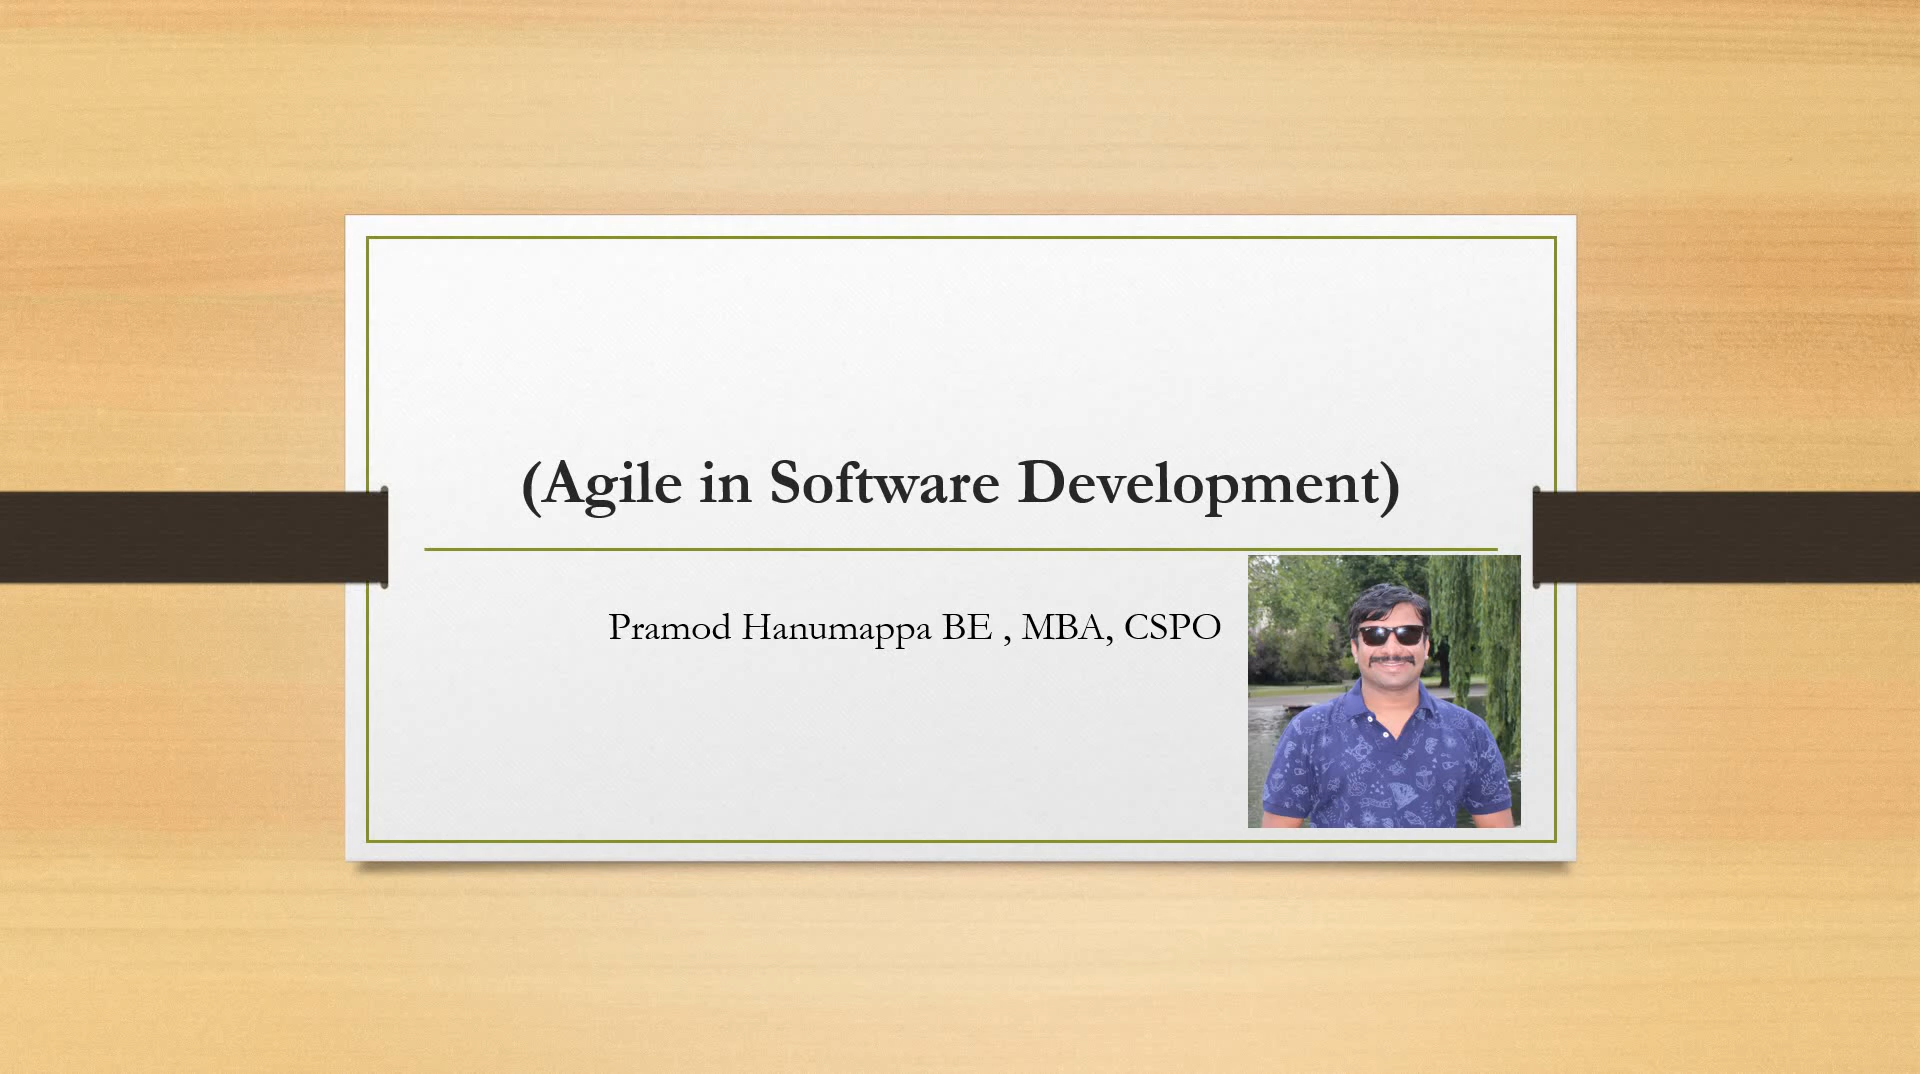 (Agile in Software Development)
Pramod Hanumappa BE , MBA, CSPO